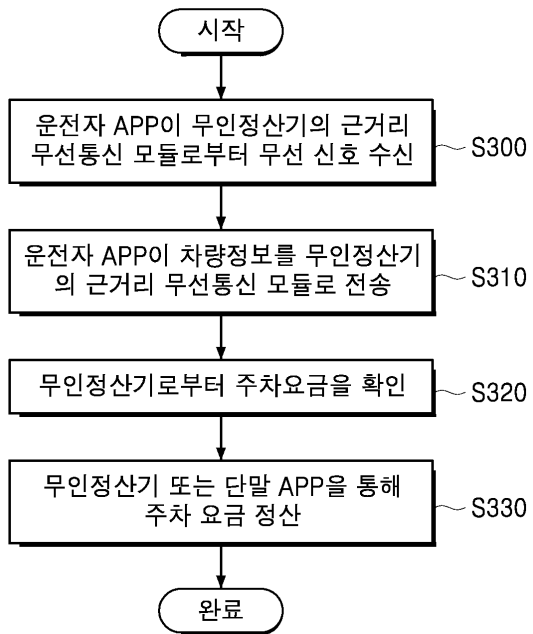 시작
운전자 APP이 무인정산기의 근거리
무선통신 모듈로부터 무선 신호 수신
S300
운전자 APP이 차량정보를 무인정산기
의 근거리 무선통신 모듈로 전송
S310
무인정산기로부터 주차요금을 확인
S320
무인정산기 또는 단말 APP을 통해
주차 요금 정산
S330
완료